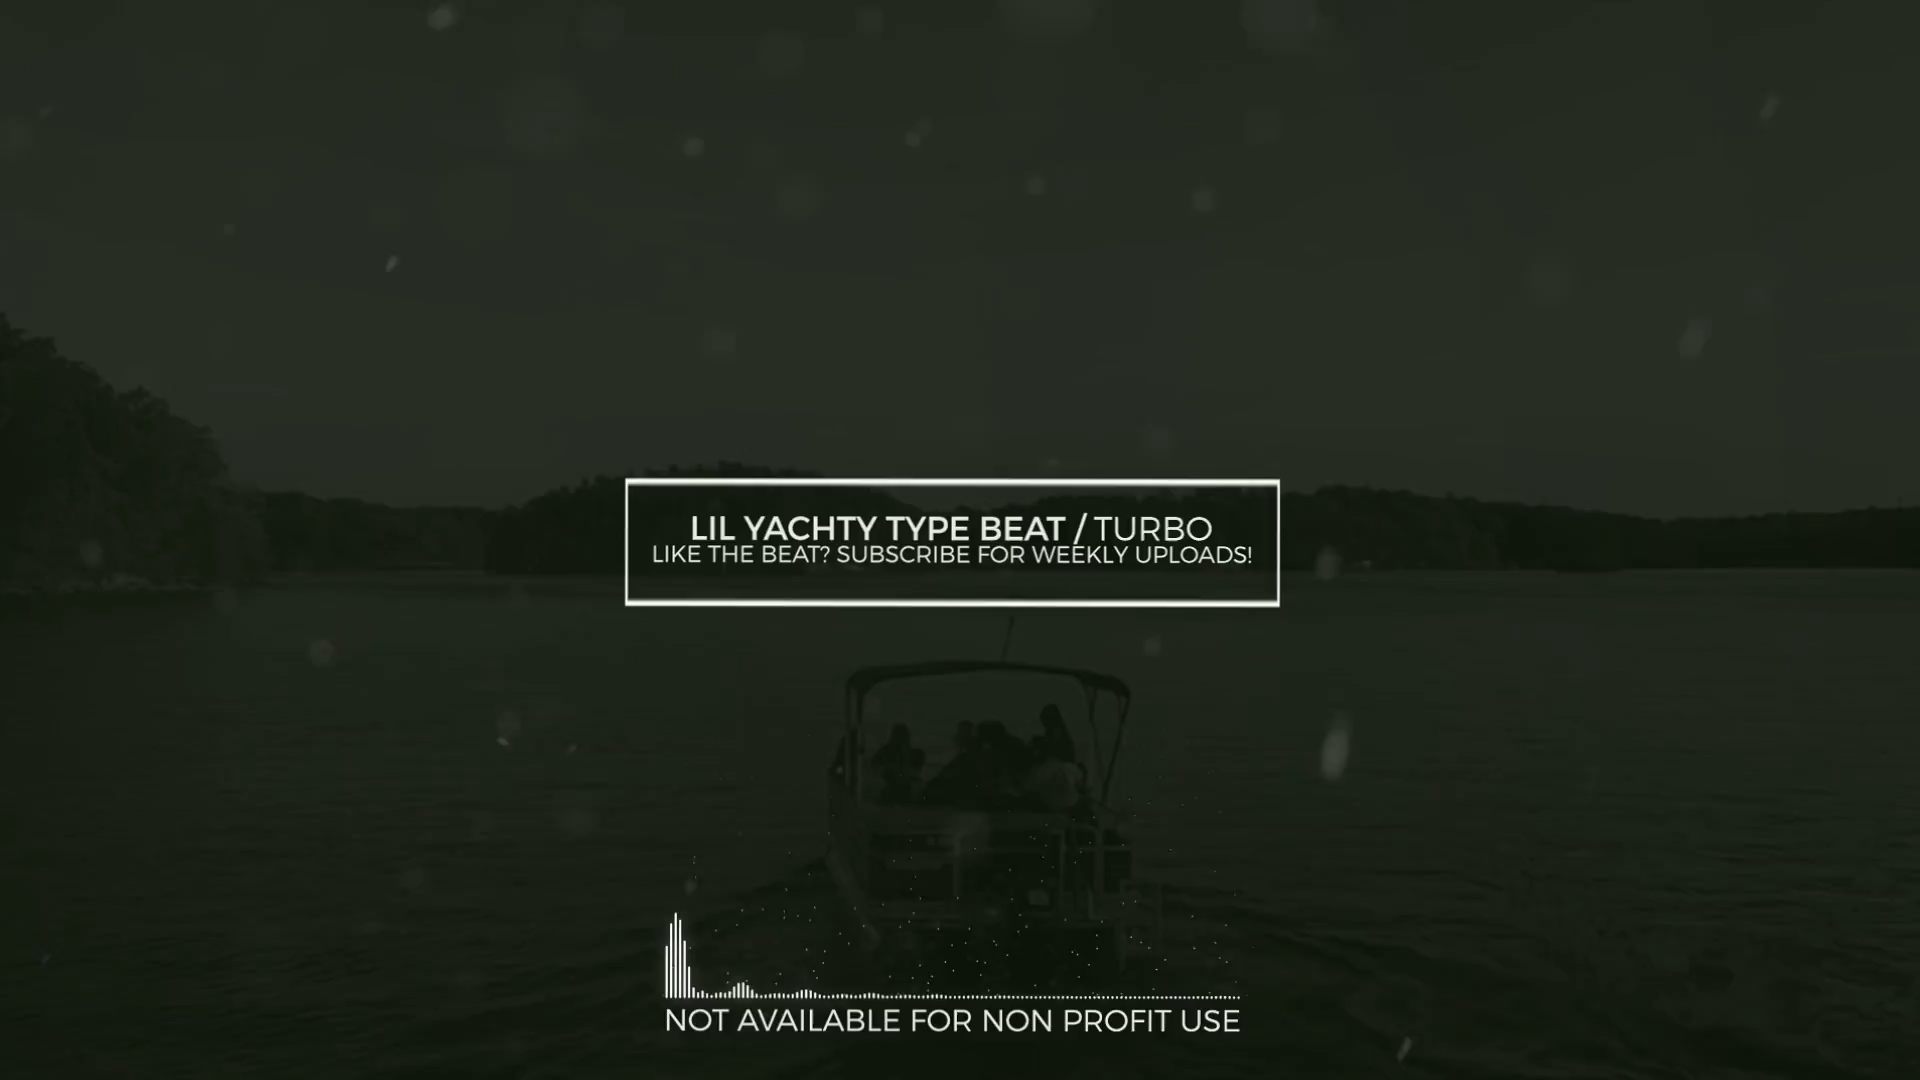 LIL YACHTY TYPE BEAT / TURBO
LIKE THE BEAT? SUBSCRIBE FOR WEEKLY UPLOADS!
NOT AVAILABLE FOR NON PROFIT USE